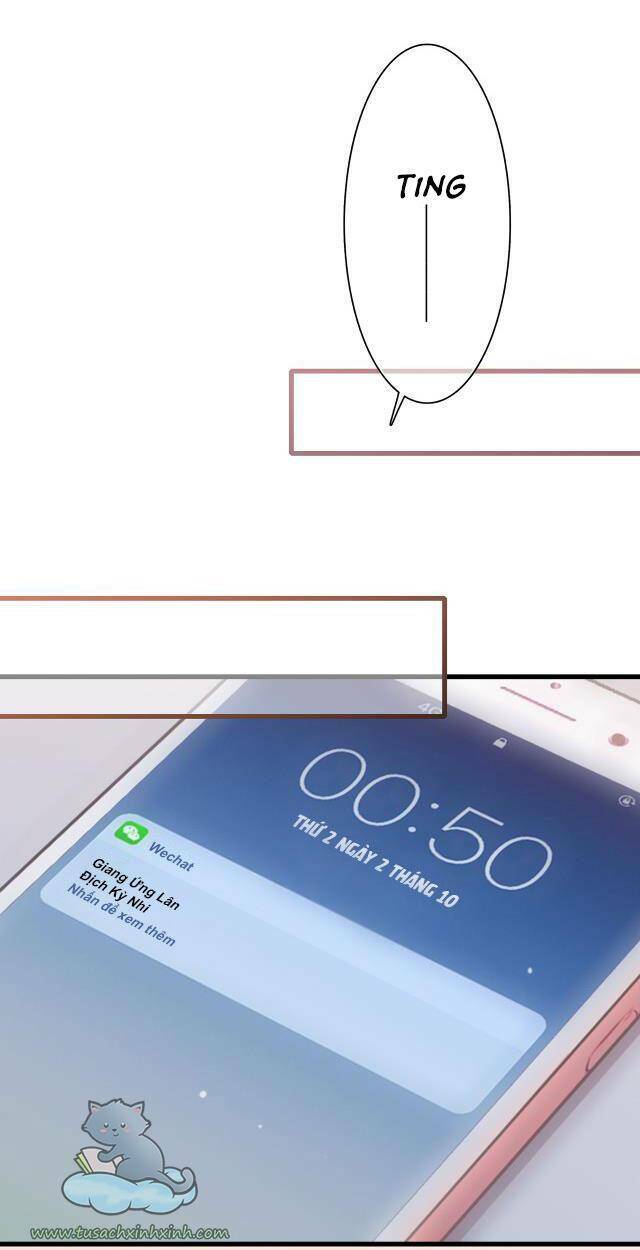 TING
4G
00:50
THỨ 2 NGÀY 2 THÁNG 10
Wechat
Giang Ứng Lân
Địch Kỳ Nhi
Nhấn để xem thêm
www.tusachxinhxinh.com